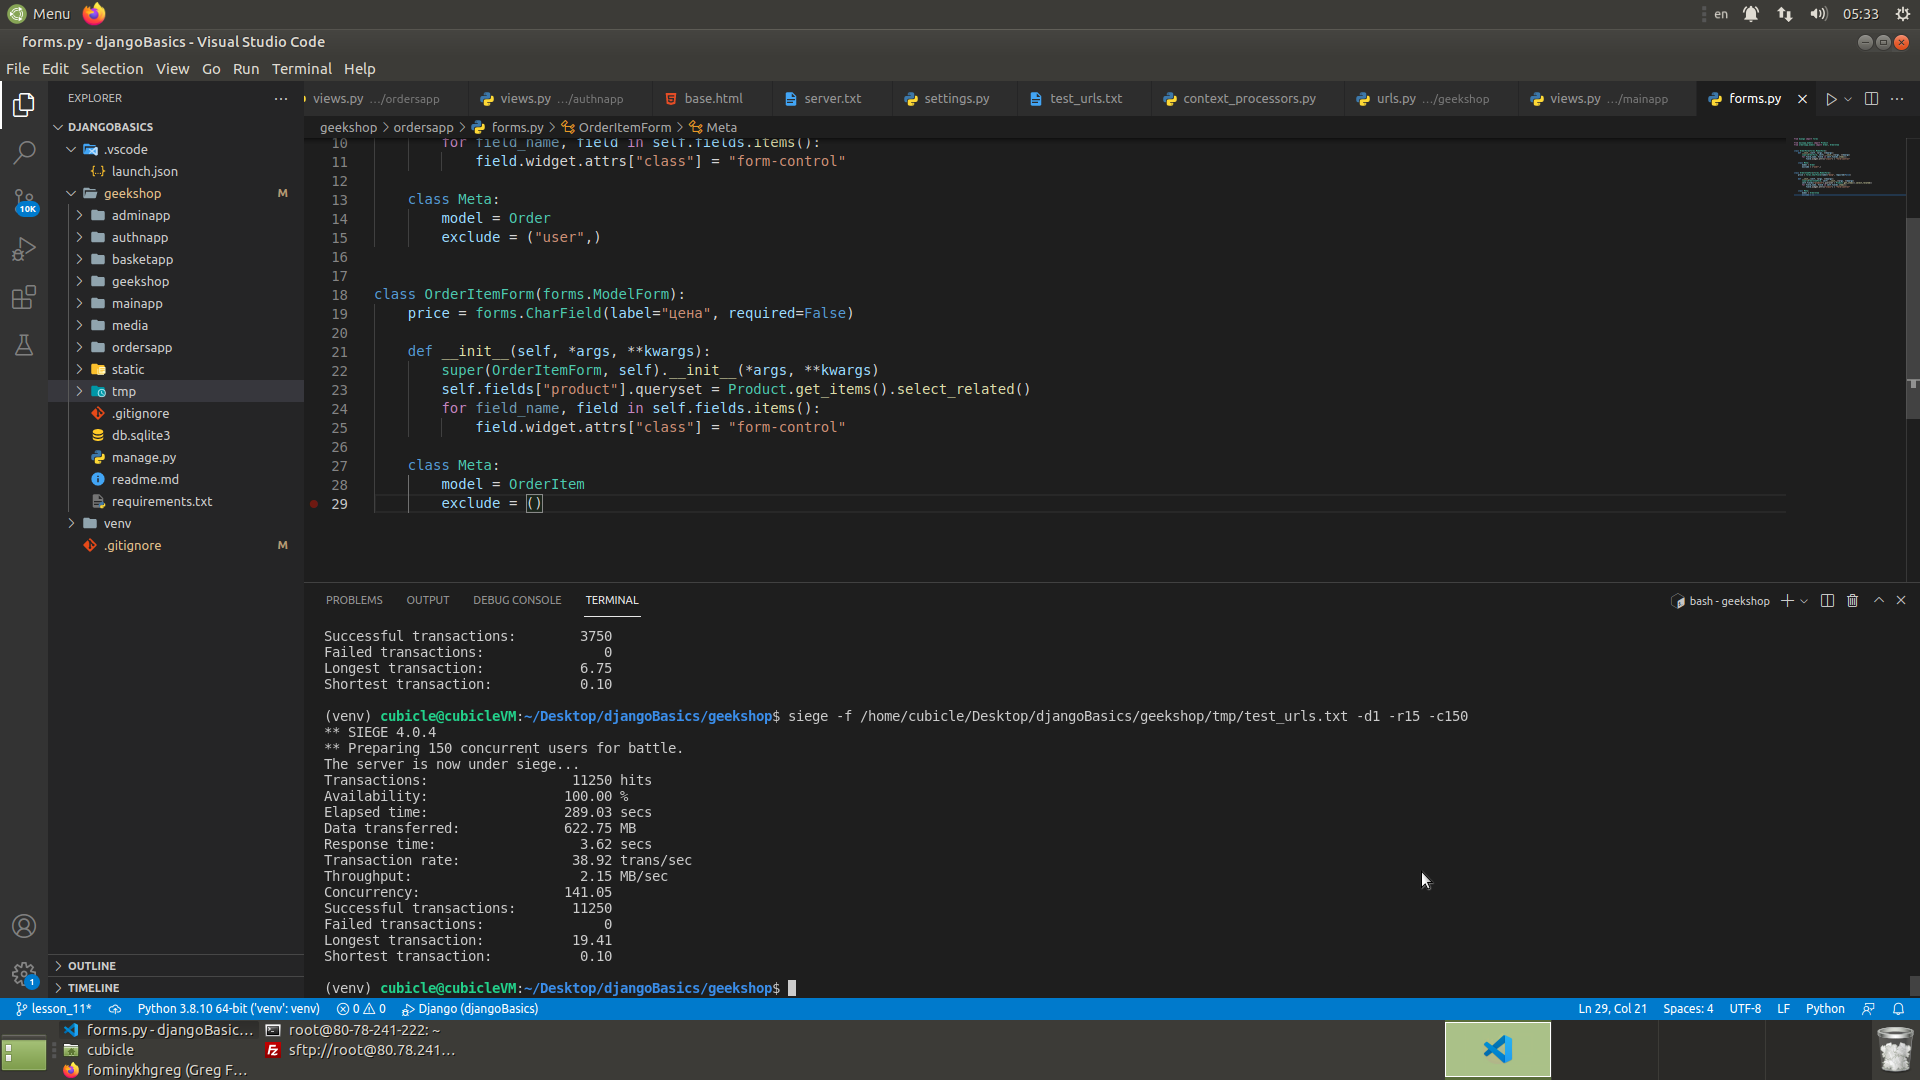 Menu
en
05:33
forms.py - djangoBasics - Visual Studio Code
File Edit Selection View Go Run Terminal Help
EXPLORER
views.py .../ordersapp
views.py .../authnapp
base.html
server.txt
settings.py
test_urls.txt
context_processors.py
urls.py .../geekshop
views.py .../mainapp
forms.py
DJANGOBASICS
.vscode
launch.json
geekshop M
adminapp
authnapp
basketapp
geekshop
mainapp
media
ordersapp
static
tmp
.gitignore
db.sqlite3
manage.py
readme.md
requirements.txt
venv
.gitignore M
10K
1
OUTLINE
TIMELINE
geekshop > ordersapp > forms.py > OrderItemForm > Meta
10 for field_name, field in self.fields.items():
11 field.widget.attrs["class"] = "form-control"
12
13 class Meta:
14 model = Order
15 exclude = ("user",)
16
17
18 class OrderItemForm(forms.ModelForm):
19 price = forms.CharField(label="цена", required=False)
20
21 def __init__(self, *args, **kwargs):
22 super(OrderItemForm, self).__init__(*args, **kwargs)
23 self.fields["product"].queryset = Product.get_items().select_related()
24 for field_name, field in self.fields.items():
25 field.widget.attrs["class"] = "form-control"
26
27 class Meta:
28 model = OrderItem
29 exclude = ()
PROBLEMS OUTPUT DEBUG CONSOLE TERMINAL
bash - geekshop
Successful transactions: 3750
Failed transactions: 0
Longest transaction: 6.75
Shortest transaction: 0.10
(venv) cubicle@cubicleVM:~/Desktop/djangoBasics/geekshop$ siege -f /home/cubicle/Desktop/djangoBasics/geekshop/tmp/test_urls.txt -d1 -r15 -c150
** SIEGE 4.0.4
** Preparing 150 concurrent users for battle.
The server is now under siege...
Transactions: 11250 hits
Availability: 100.00 %
Elapsed time: 289.03 secs
Data transferred: 622.75 MB
Response time: 3.62 secs
Transaction rate: 38.92 trans/sec
Throughput: 2.15 MB/sec
Concurrency: 141.05
Successful transactions: 11250
Failed transactions: 0
Longest transaction: 19.41
Shortest transaction: 0.10
(venv) cubicle@cubicleVM:~/Desktop/djangoBasics/geekshop$
lesson_11* Python 3.8.10 64-bit ('venv': venv) 0 0 Django (djangoBasics)
Ln 29, Col 21 Spaces: 4 UTF-8 LF Python
forms.py - djangoBasic...
root@80-78-241-222: ~
cubicle
sftp://root@80.78.241...
fominykhgreg (Greg F...